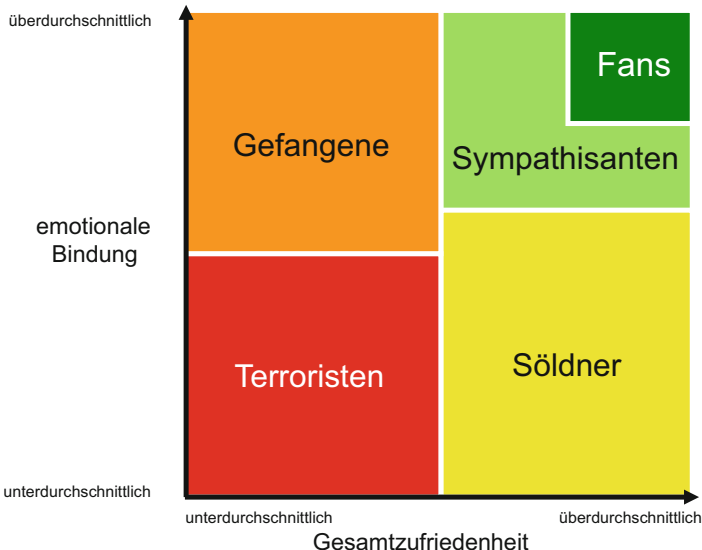 überdurchschnittlich
Fans
Gefangene
Sympathisanten
emotionale
Bindung
Terroristen
Söldner
unterdurchschnittlich
unterdurchschnittlich
überdurchschnittlich
Gesamtzufriedenheit